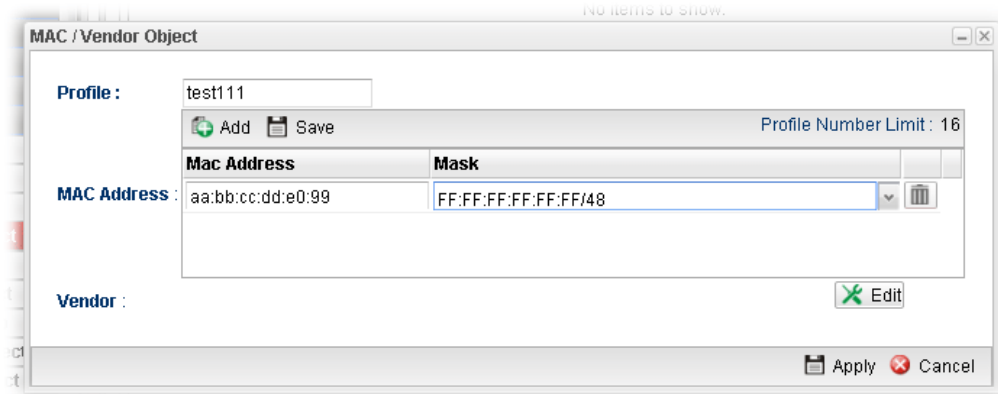 No items to show.
MAC / Vendor Object
Profile :
test111
Add
Save
Profile Number Limit : 16
Mac Address
Mask
MAC Address :
aa:bb:cc:dd:e0:99
FF:FF:FF:FF:FF:FF/48
Vendor :
Edit
Apply
Cancel